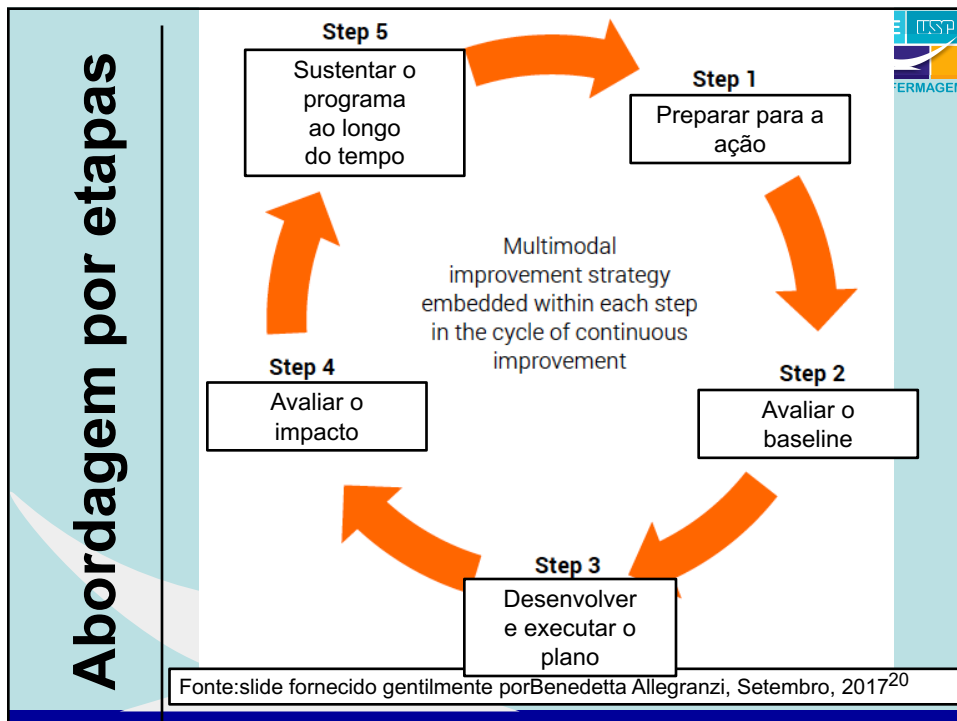 Abordagem por etapas
E USP
FERMAGEM
Step 1
Preparar para a
ação
Step 2
Avaliar o
baseline
Step 3
Desenvolver
e executar o
plano
Step 4
Avaliar o
impacto
Step 5
Sustentar o
programa
ao longo
do tempo
Multimodal
improvement strategy
embedded within each step
in the cycle of continuous
improvement
Fonte:slide fornecido gentilmente porBenedetta Allegranzi, Setembro, 201720